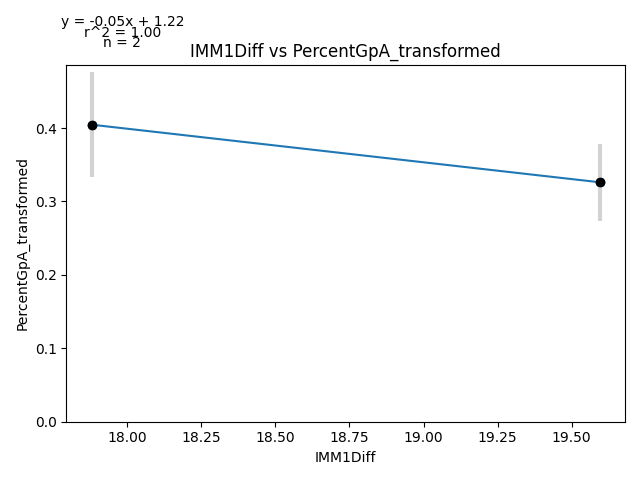 y = -0.05x + 1.22
r^2 = 1.00
n = 2
IMM1Diff vs PercentGpA_transformed
PercentGpA_transformed
0.4
0.3
0.2
0.1
0.0
18.00 18.25 18.50 18.75 19.00 19.25 19.50
IMM1Diff